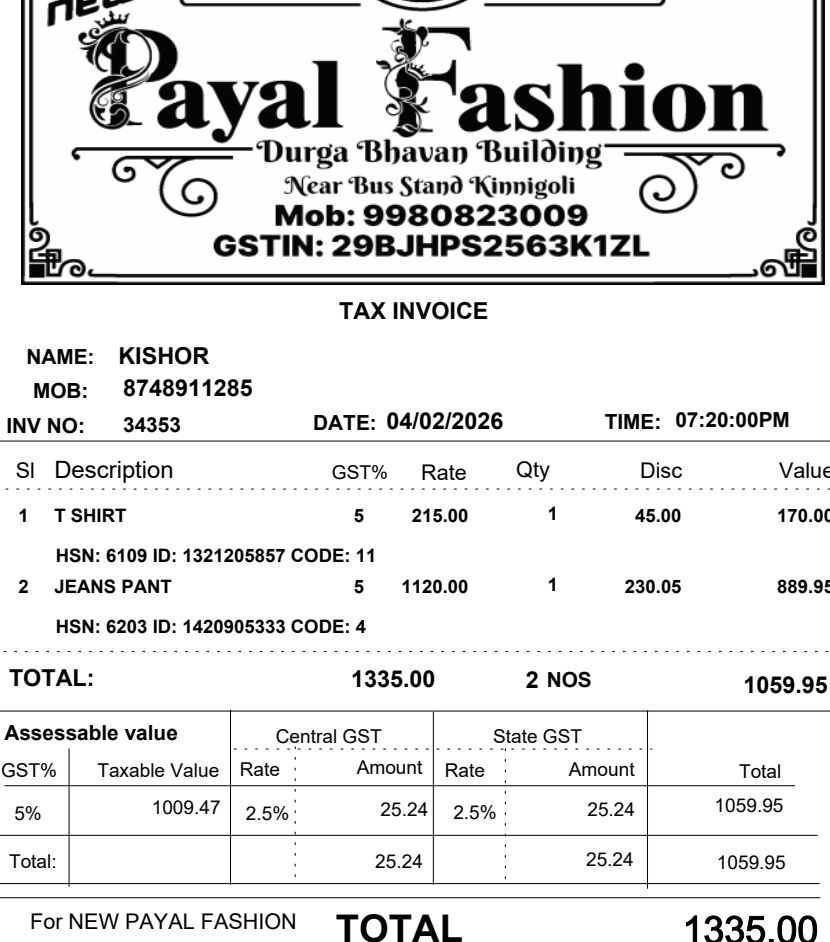 new
Payal Fashion
Durga Bhavan Building
Near Bus Stand Kinnigoli
Mob: 9980823009
GSTIN: 29BJHPS2563K1ZL
TAX INVOICE
NAME: KISHOR
MOB: 8748911285
INV NO: 34353 DATE: 04/02/2026 TIME: 07:20:00PM
Sl Description GST% Rate Qty Disc Value
1 T SHIRT 5 215.00 1 45.00 170.00
HSN: 6109 ID: 1321205857 CODE: 11
2 JEANS PANT 5 1120.00 1 230.05 889.95
HSN: 6203 ID: 1420905333 CODE: 4
TOTAL: 1335.00 2 NOS 1059.95
Assessable value Central GST State GST
GST% Taxable Value Rate Amount Rate Amount Total
5% 1009.47 2.5% 25.24 2.5% 25.24 1059.95
Total: 25.24 25.24 1059.95
For NEW PAYAL FASHION TOTAL 1335.00